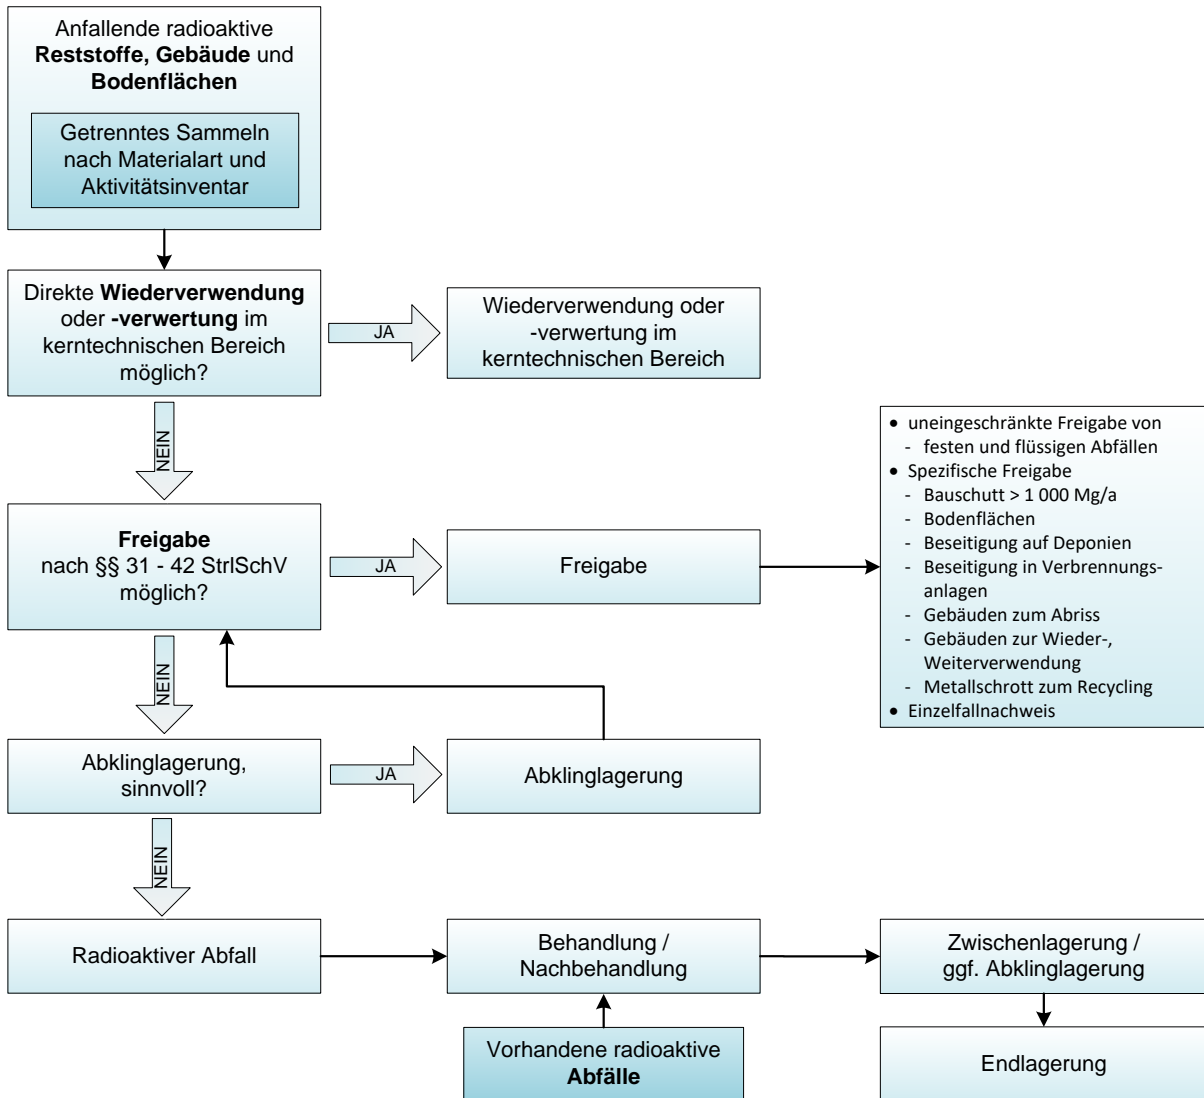 Anfallende radioaktive
Reststoffe, Gebäude und
Bodenflächen
Getrenntes Sammeln
nach Materialart und
Aktivitätsinventar
Direkte Wiederverwendung
oder -verwertung im
kerntechnischen Bereich
möglich?
JA
Wiederverwendung oder
-verwertung im
kerntechnischen Bereich
NEIN
Freigabe
nach §§ 31 - 42 StrlSchV
möglich?
JA
Freigabe
• uneingeschränkte Freigabe von
- festen und flüssigen Abfällen
• Spezifische Freigabe
- Bauschutt > 1 000 Mg/a
- Bodenflächen
- Beseitigung auf Deponien
- Beseitigung in Verbrennungs-
anlagen
- Gebäuden zum Abriss
- Gebäuden zur Wieder-,
Weiterverwendung
- Metallschrott zum Recycling
• Einzelfallnachweis
NEIN
Abklinglagerung,
sinnvoll?
JA
Abklinglagerung
NEIN
Radioaktiver Abfall
Behandlung /
Nachbehandlung
Zwischenlagerung /
ggf. Abklinglagerung
Vorhandene radioaktive
Abfälle
Endlagerung